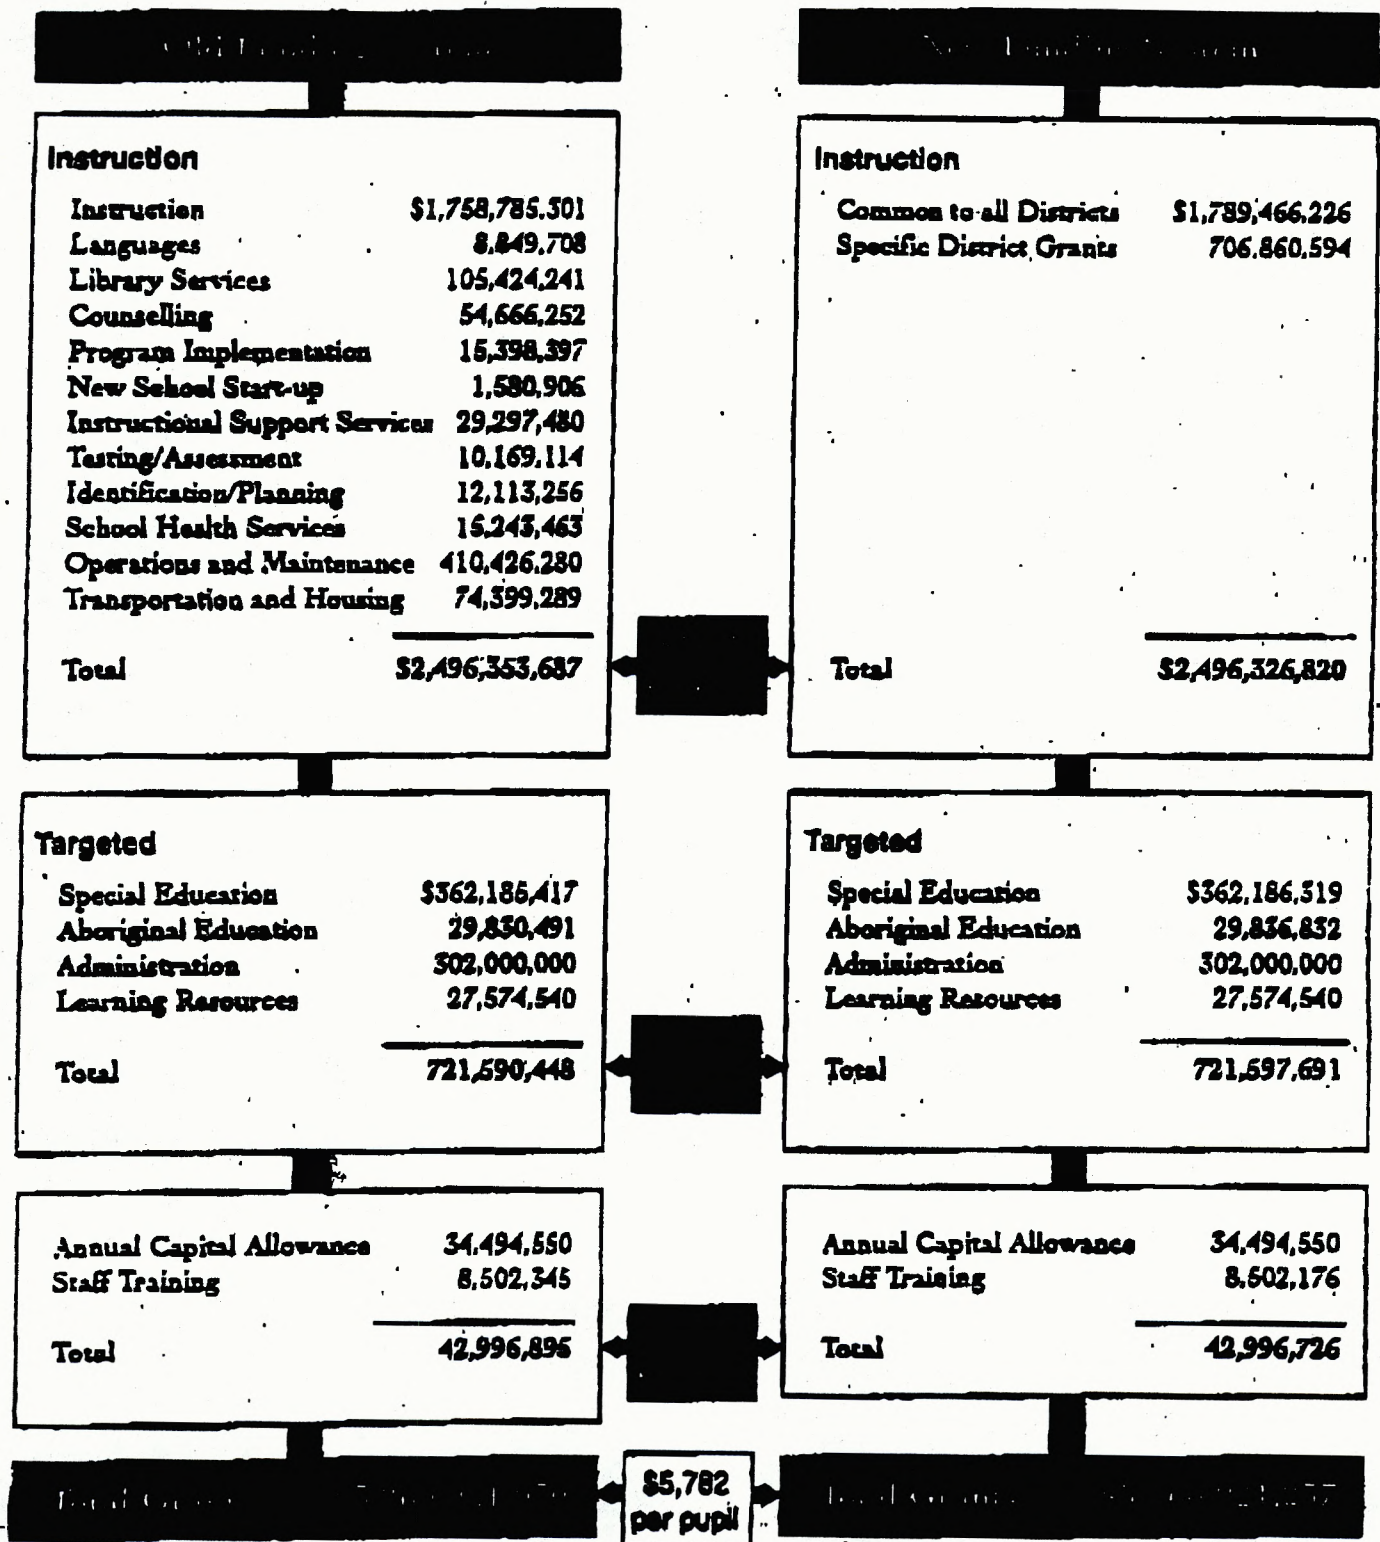 Instruction
Instruction $1,758,785,301
Languages 8,849,708
Library Services 105,424,241
Counselling 54,666,252
Program Implementation 15,398,397
New School Start-up 1,580,906
Instructional Support Services 29,297,480
Testing/Assessment 10,169,114
Identification/Planning 12,113,256
School Health Services 15,243,463
Operations and Maintenance 410,426,280
Transportation and Housing 74,399,289
Total $2,496,353,687
Instruction
Common to all Districts $1,789,466,226
Specific District Grants 706,860,594
Total $2,496,326,820
Targeted
Special Education $362,185,417
Aboriginal Education 29,830,491
Administration 302,000,000
Learning Resources 27,574,540
Total 721,590,448
Targeted
Special Education $362,186,319
Aboriginal Education 29,836,832
Administration 302,000,000
Learning Resources 27,574,540
Total 721,597,691
Annual Capital Allowance 34,494,550
Staff Training 8,502,345
Total 42,996,895
Annual Capital Allowance 34,494,550
Staff Training 8,502,176
Total 42,996,726
$5,782
per pupil